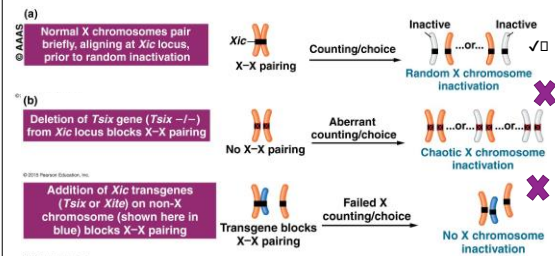 (a)
© AAAS
Normal X chromosomes pair
briefly, aligning at Xic locus,
prior to random inactivation
Xic
X–X pairing
Counting/choice
Inactive
Inactive
...or...
Random X chromosome
inactivation
✓
©
(b)
Deletion of Tsix gene (Tsix –/–)
from Xic locus blocks X–X pairing
No X–X pairing
Aberrant
counting/choice
...or... ...or...
Chaotic X chromosome
inactivation
© 2015 Pearson Education, Inc.
Addition of Xic transgenes
(Tsix or Xite) on non-X
chromosome (shown here in
blue) blocks X–X pairing
Transgene blocks
X–X pairing
Failed X
counting/choice
No X chromosome
inactivation